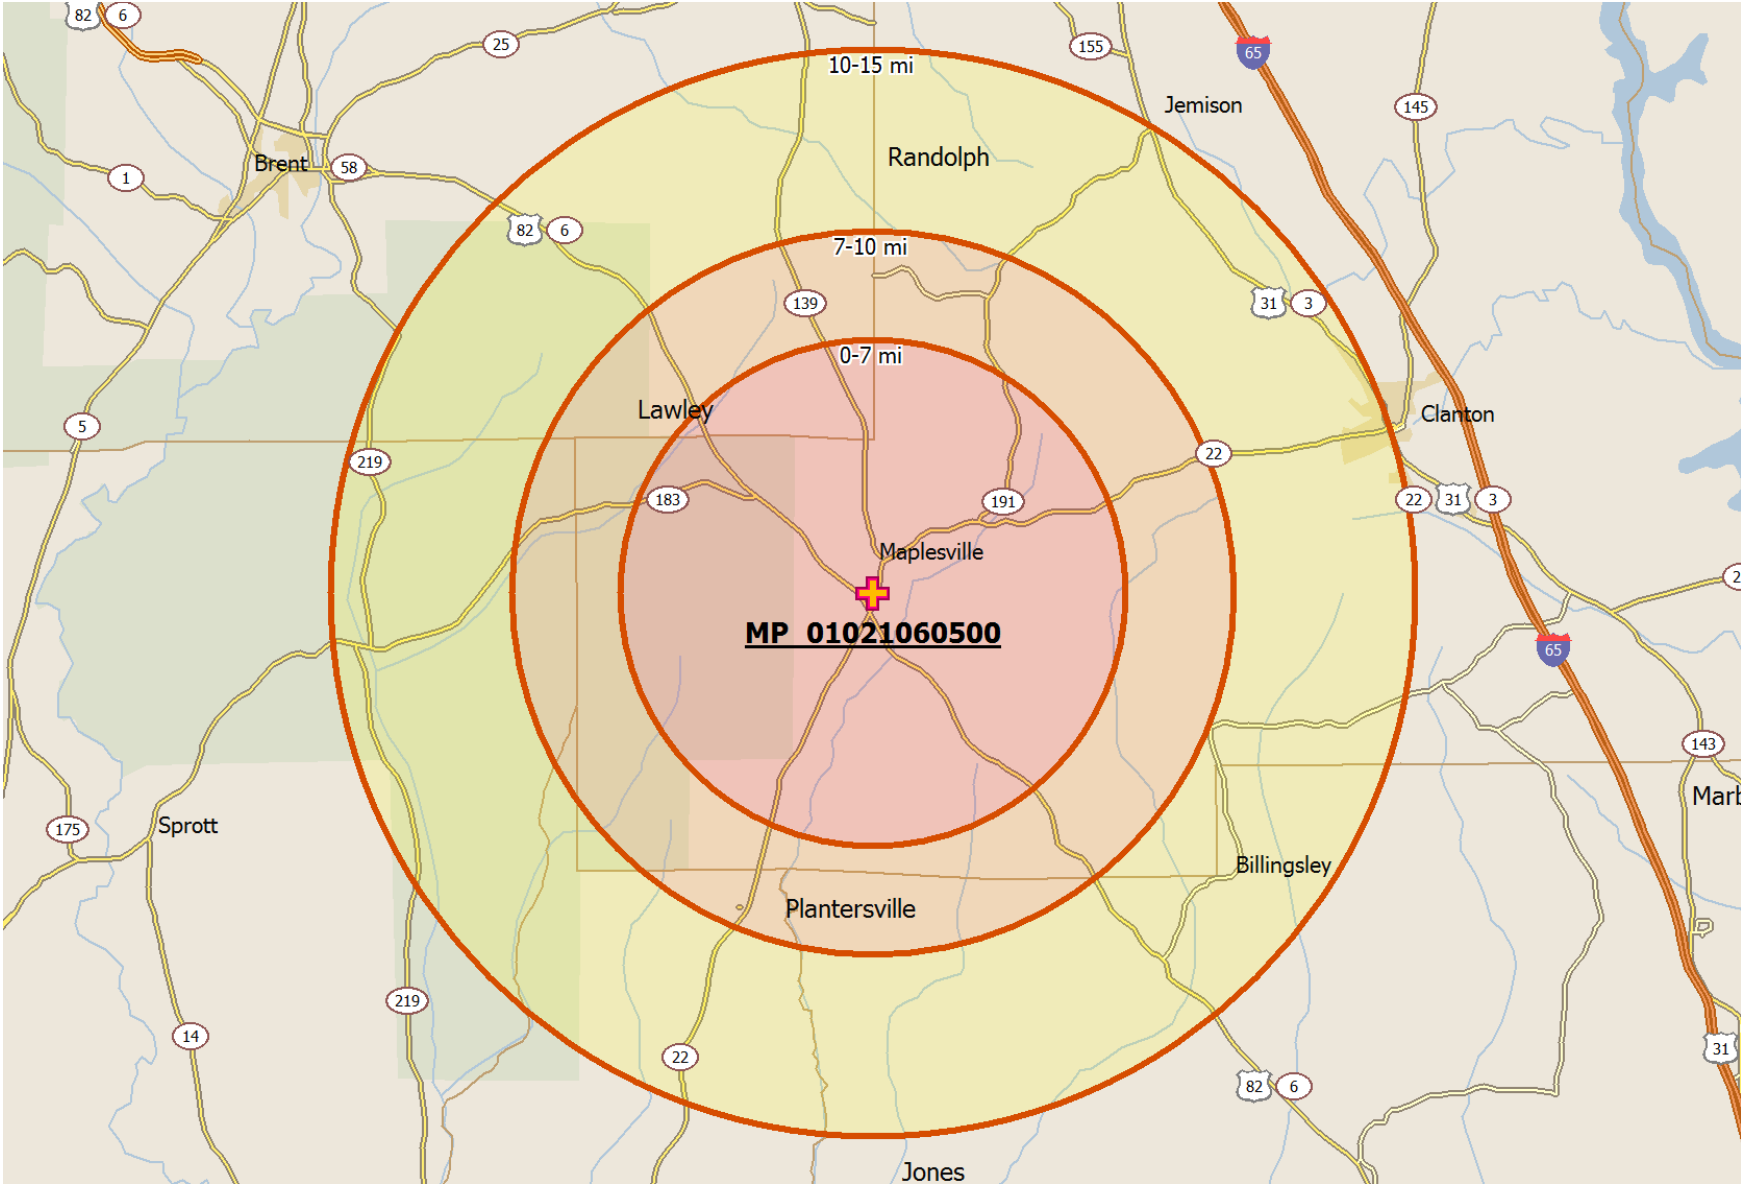 82 6
25
10-15 mi
155
65
Jemison
145
Brent
58
Randolph
1
82 6
7-10 mi
139
31 3
0-7 mi
Lawley
Clanton
5
219
22
183
191
22 31 3
Maplesville
2
MP_01021060500
65
143
Marb
175
Sprott
Billingsley
Plantersville
219
14
22
31
82 6
Jones